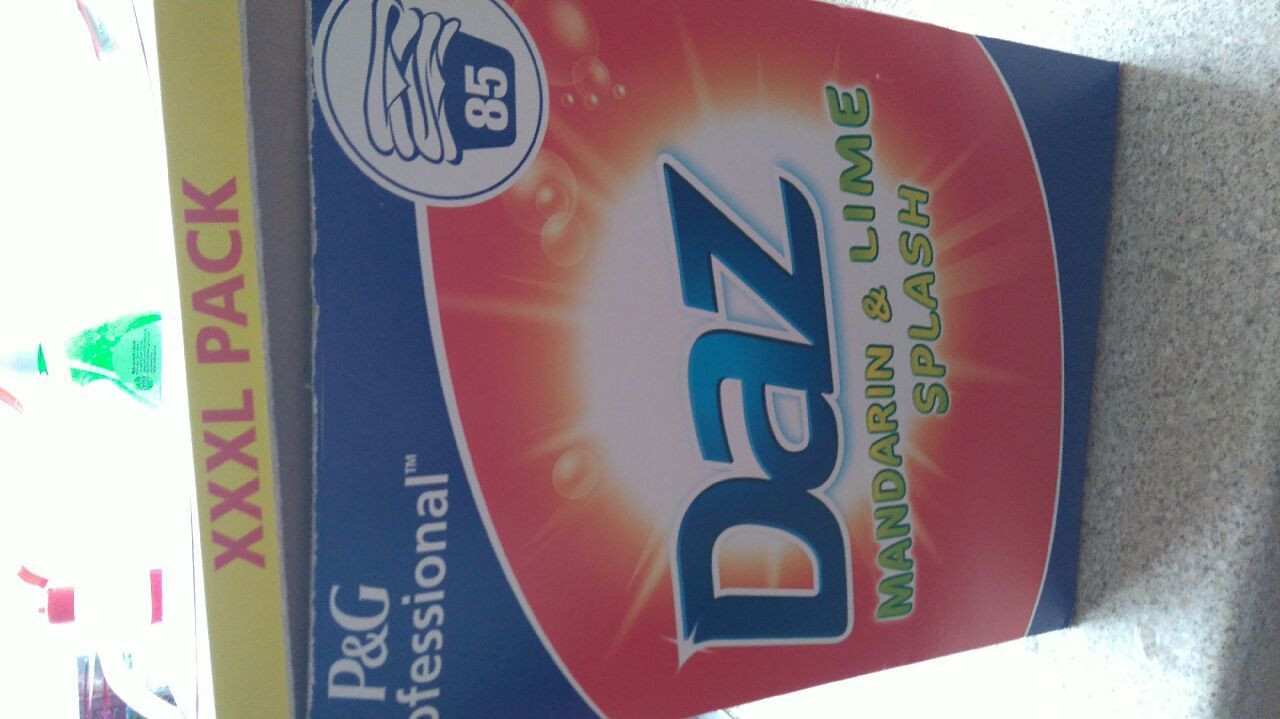 XXXL PACK
P&G
ofessional™
85
Daz
MANDARIN & LIME
SPLASH